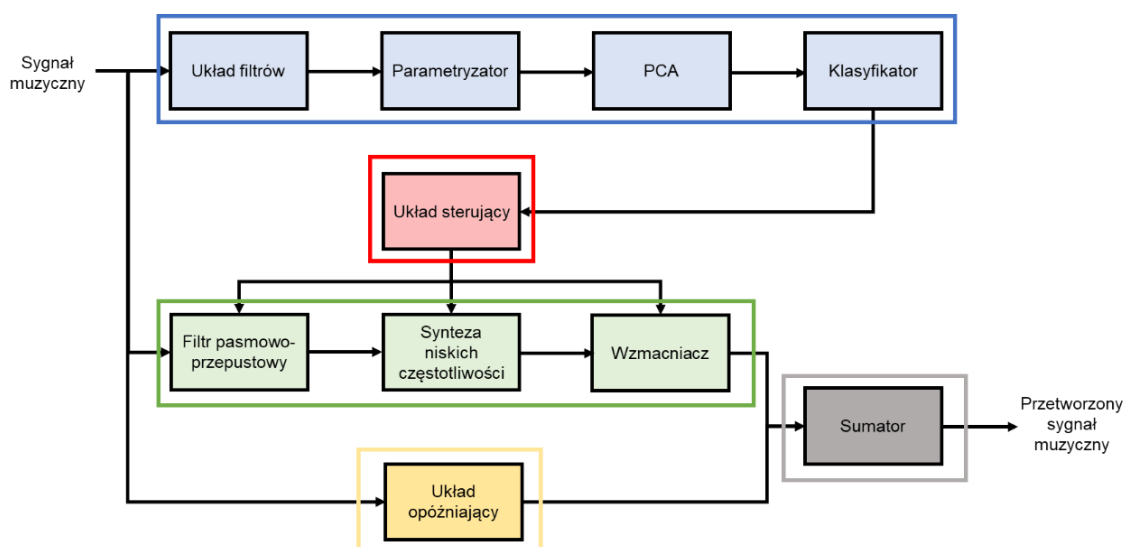 Sygnał
muzyczny
Układ filtrów
Parametryzator
PCA
Klasyfikator
Układ sterujący
Filtr pasmowo-
przepustowy
Synteza
niskich
częstotliwości
Wzmacniacz
Sumator
Przetworzony
sygnał
muzyczny
Układ
opóźniający